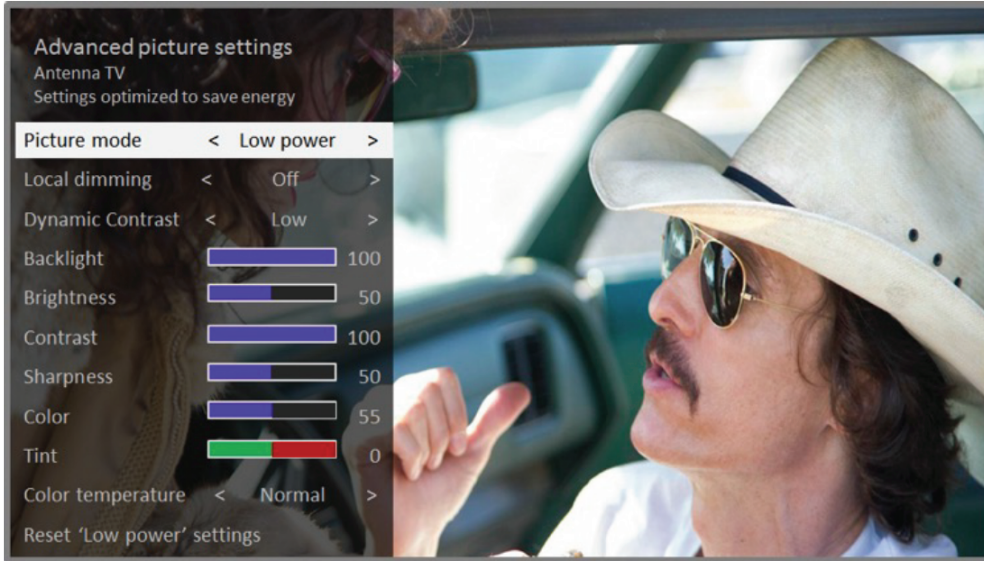 Advanced picture settings
Antenna TV
Settings optimized to save energy
Picture mode < Low power >
Local dimming < Off >
Dynamic Contrast < Low >
Backlight 100
Brightness 50
Contrast 100
Sharpness 50
Color 55
Tint 0
Color temperature < Normal >
Reset ‘Low power’ settings